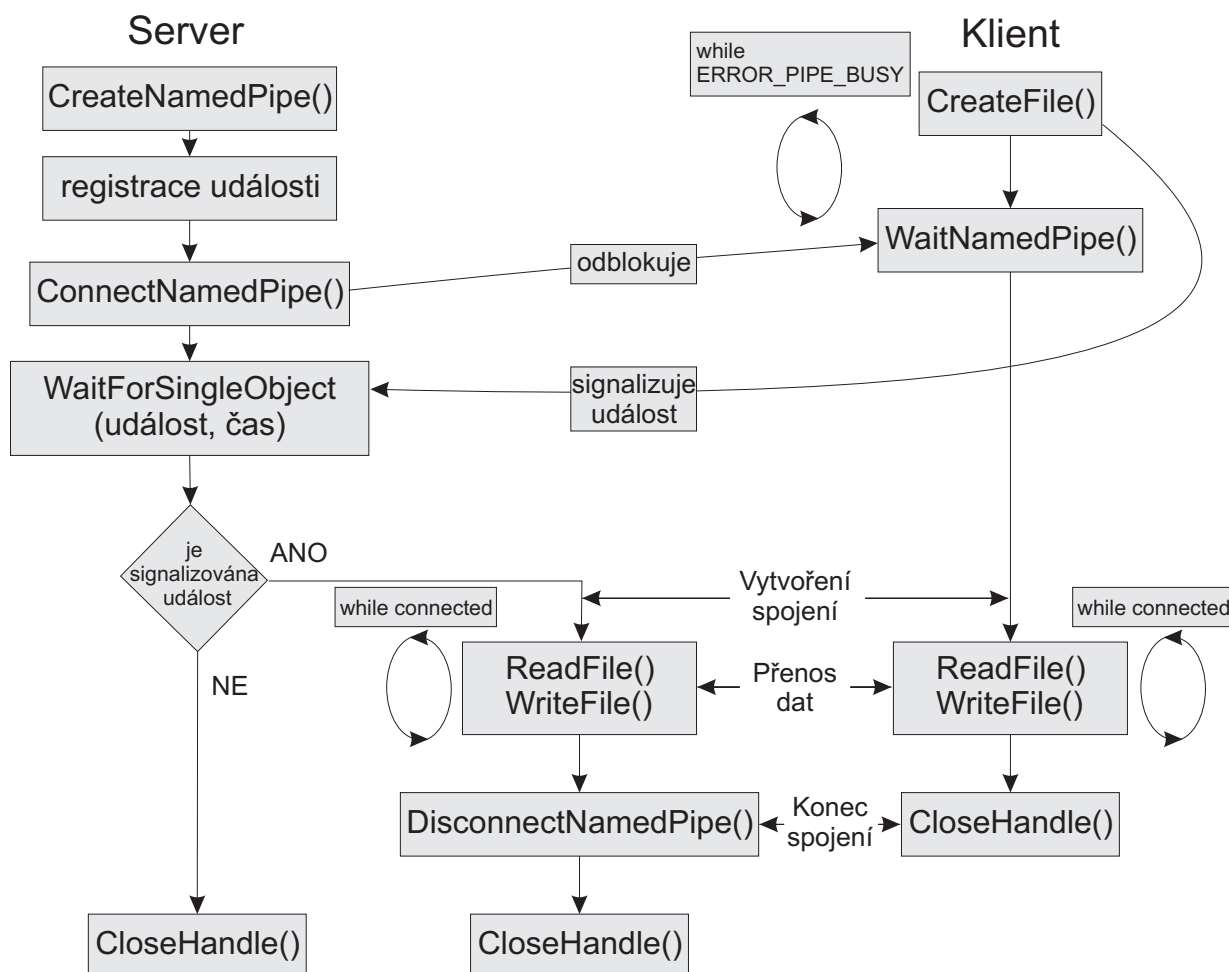 Server
Klient
while
ERROR_PIPE_BUSY
CreateNamedPipe()
CreateFile()
registrace události
WaitNamedPipe()
odblokuje
ConnectNamedPipe()
WaitForSingleObject
(událost, čas)
signalizuje
událost
je
signalizována
událost
ANO
NE
Vytvoření
spojení
while connected
while connected
ReadFile()
WriteFile()
Přenos
dat
ReadFile()
WriteFile()
DisconnectNamedPipe()
Konec
spojení
CloseHandle()
CloseHandle()
CloseHandle()